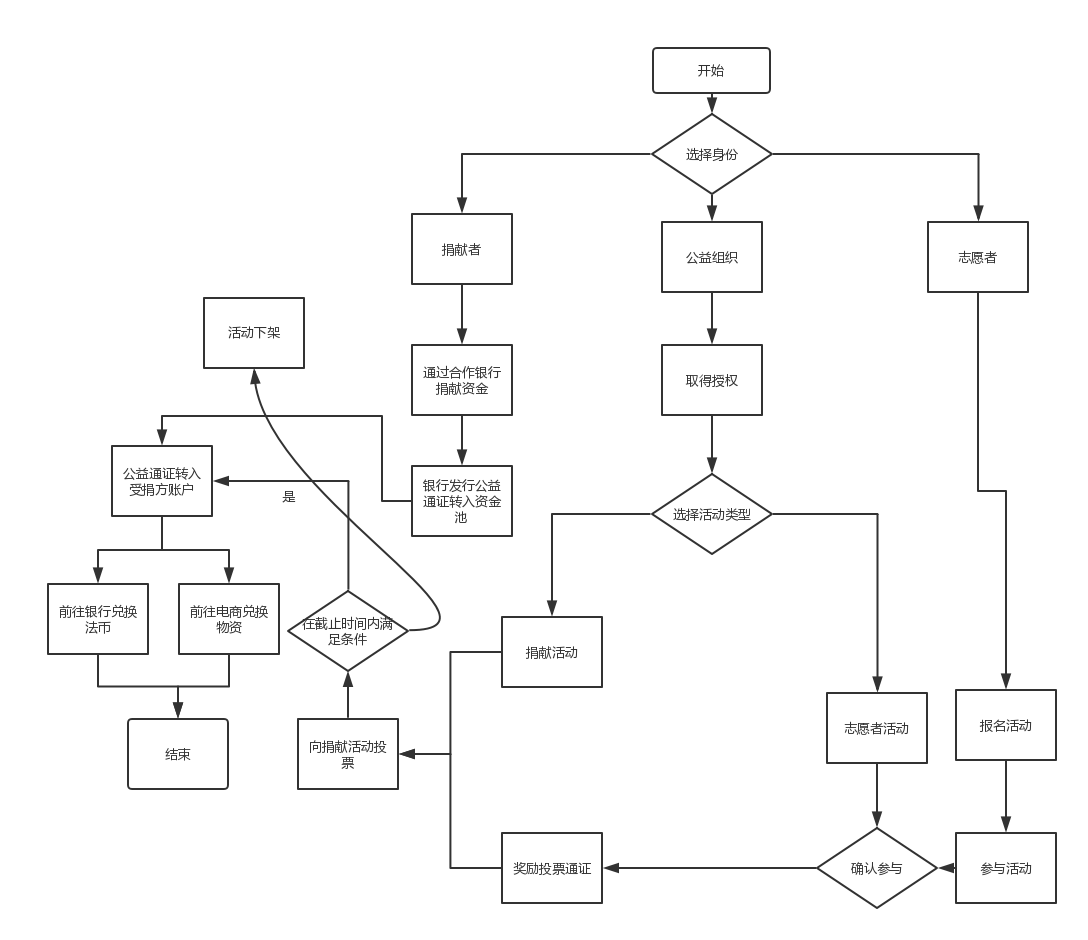 开始
选择身份
捐献者
公益组织
志愿者
活动下架
通过合作银行
捐献资金
取得授权
公益通证转入
受捐方账户
是
银行发行公益
通证转入资金
池
选择活动类型
前往银行兑换
法币
前往电商兑换
物资
在截止时间内满
足条件
捐献活动
志愿者活动
报名活动
结束
向捐献活动投
票
奖励投票通证
确认参与
参与活动